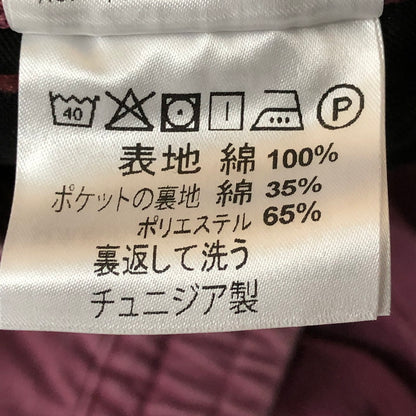 40 P
表地 綿 100%
ポケットの裏地 綿 35%
ポリエステル 65%
裏返して洗う
チュニジア製